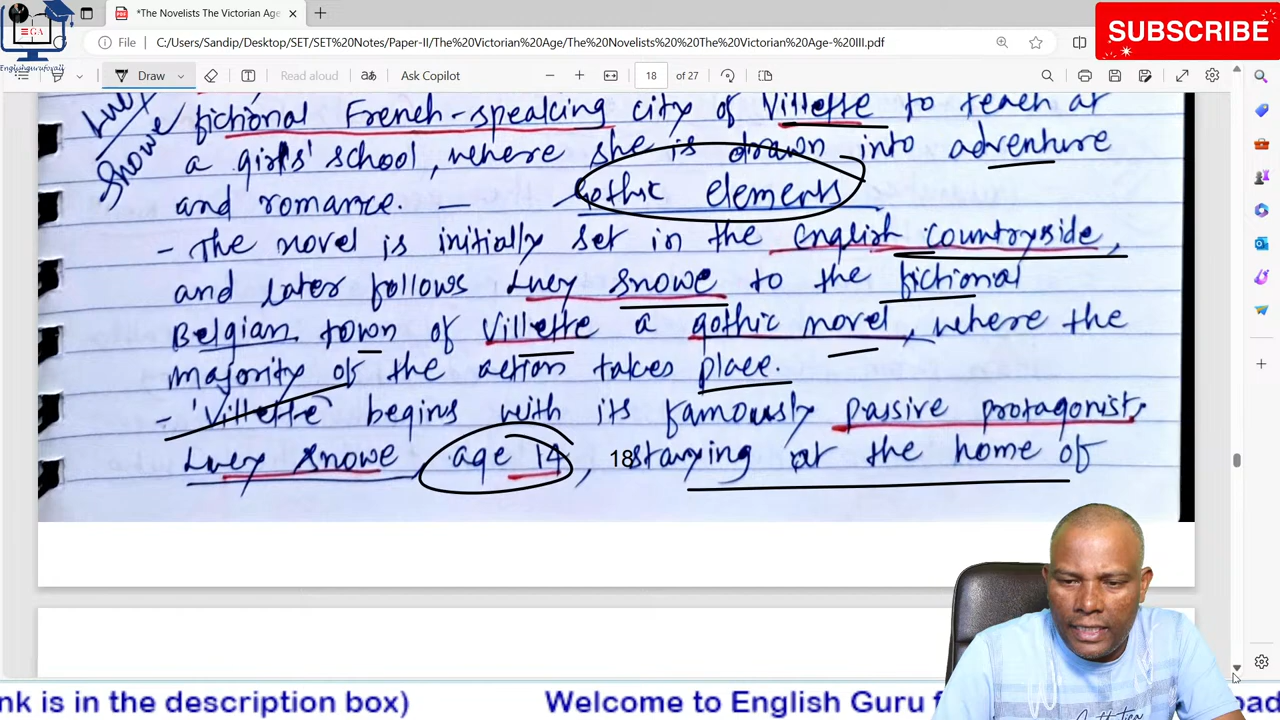 *The Novelists The Victorian Age
SUBSCRIBE
EGA
Englishguruforall
File C:/Users/Sandip/Desktop/SET/SET%20Notes/Paper-II/The%20Victorian%20Age/The%20Novelists%20%20The%20Victorian%20Age-%20III.pdf
Draw Read aloud Ask Copilot 18 of 27
Lucy
Snowe
fictional French-speaking city of Villette to teach at
a girls' school, where she is drawn into adventure
and romance. — Gothic elements
- The novel is initially set in the English countryside,
and later follows Lucy Snowe to the fictional
Belgian town of Villette a gothic novel, where the
majority of the action takes place.
- 'Villette' begins with its famously passive protagonist,
Lucy Snowe, age 14, staying at the home of
18
nk is in the description box) Welcome to English Guru f oad